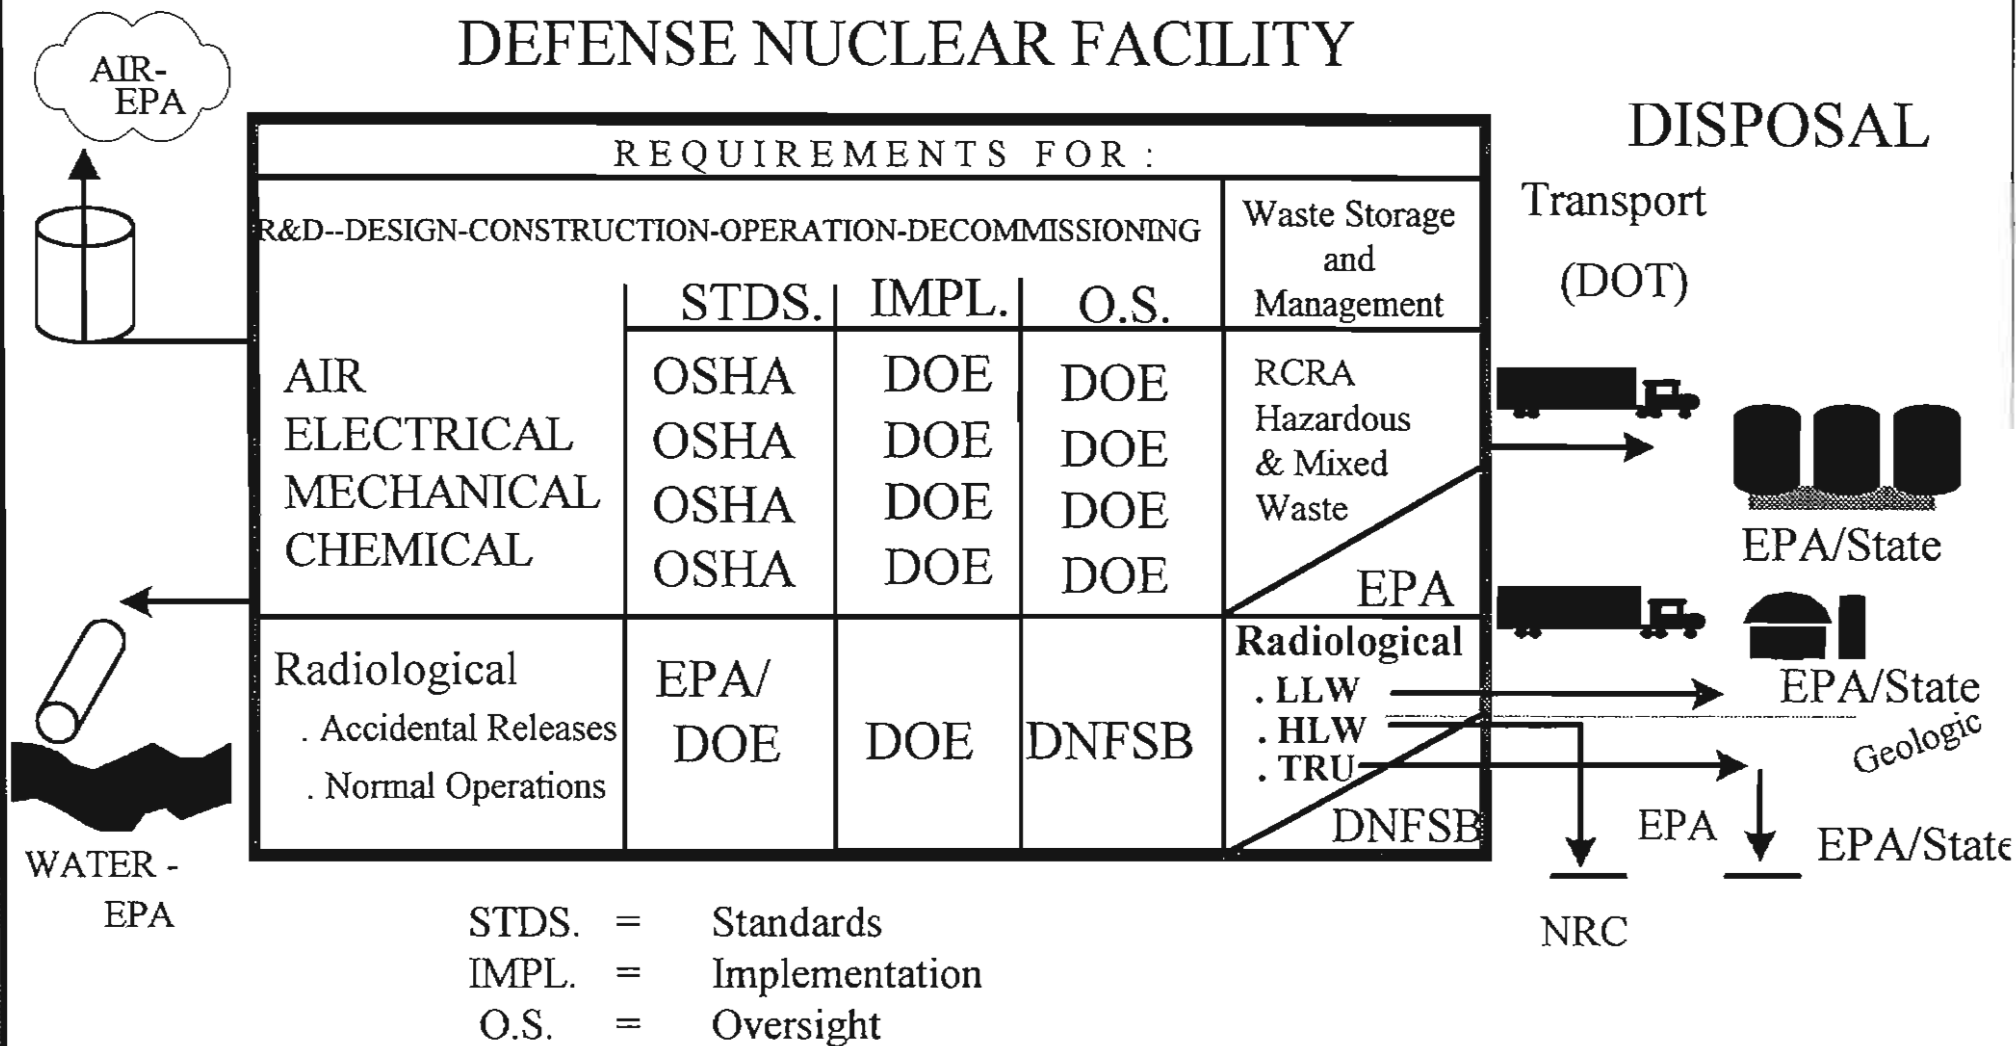 DEFENSE NUCLEAR FACILITY
AIR-
EPA
DISPOSAL
REQUIREMENTS FOR :
R&D--DESIGN-CONSTRUCTION-OPERATION-DECOMMISSIONING
Waste Storage
and
Management
Transport
(DOT)
STDS. IMPL. O.S.
AIR OSHA DOE DOE
ELECTRICAL OSHA DOE DOE
MECHANICAL OSHA DOE DOE
CHEMICAL OSHA DOE DOE
RCRA
Hazardous
& Mixed
Waste
EPA
EPA/State
Radiological
. Accidental Releases
. Normal Operations
EPA/
DOE
DOE
DNFSB
Radiological
. LLW
. HLW
. TRU
DNFSB
EPA/State
Geologic
EPA
EPA/State
NRC
WATER -
EPA
STDS. = Standards
IMPL. = Implementation
O.S. = Oversight